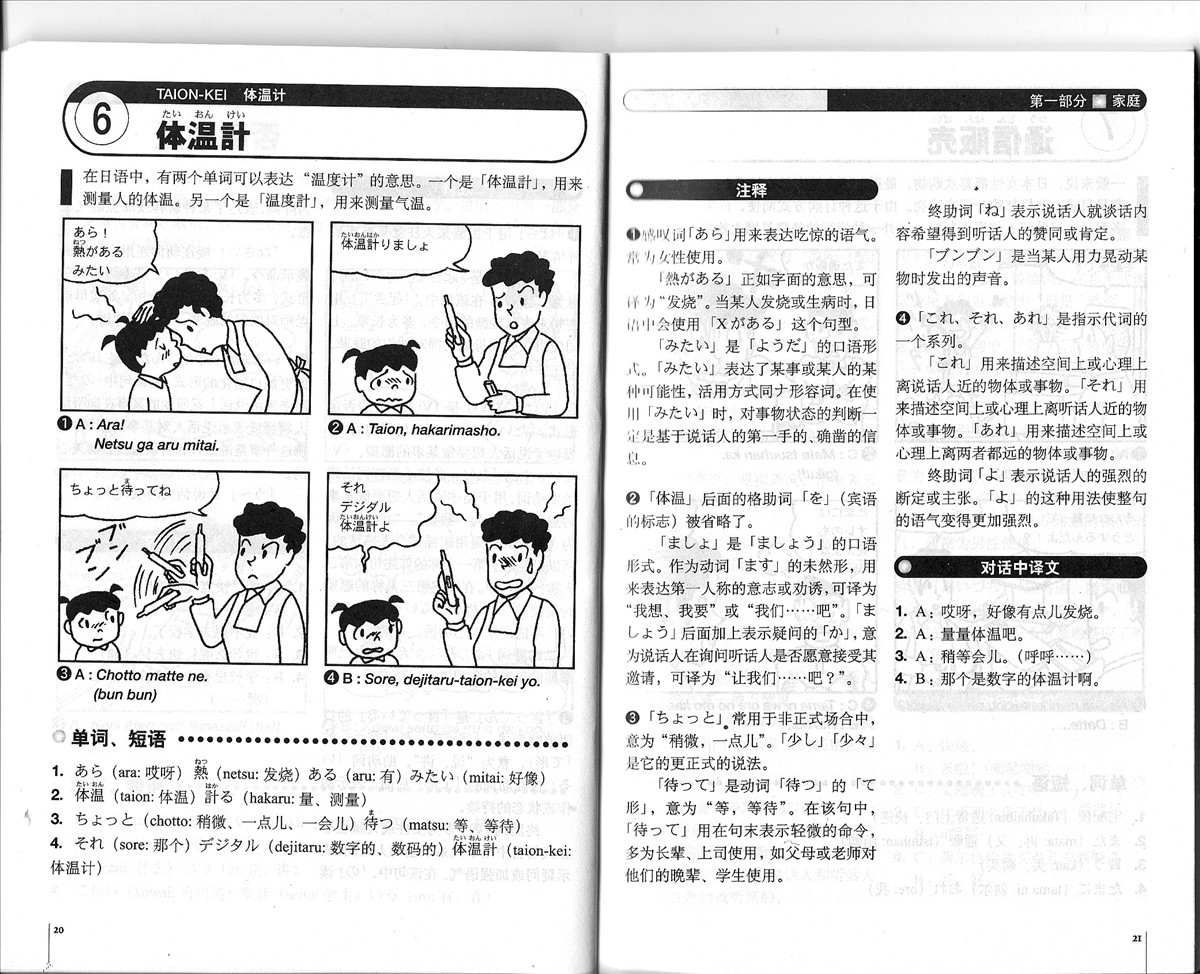 TAION-KEI 体温计
6
たい おん けい
体温計
在日语中，有两个单词可以表达“温度计”的意思。一个是「体温計」，用来
测量人的体温。另一个是「温度計」，用来测量气温。
あら！
ねつ
熱がある
みたい
❶ A : Ara!
Netsu ga aru mitai.
たいおんはか
体温計りましょ
❷ A : Taion, hakarimasho.
ま
ちょっと待ってね
ブンブン
❸ A : Chotto matte ne.
(bun bun)
それ
デジタル
たいおんけい
体温計よ
❹ B : Sore, dejitaru-taion-kei yo.
单词、短语
ねつ
1. あら（ara: 哎呀）熱（netsu: 发烧）ある（aru: 有）みたい（mitai: 好像）
たいおん はか
2. 体温（taion: 体温）計る（hakaru: 量、测量）
ま
3. ちょっと（chotto: 稍微、一点儿、一会儿）待つ（matsu: 等、等待）
たいおんけい
4. それ（sore: 那个）デジタル（dejitaru: 数字的、数码的）体温計（taion-kei:
体温计）
20
第一部分 家庭
注释
❶感叹词「あら」用来表达吃惊的语气。
常为女性使用。
「熱がある」正如字面的意思，可
译为“发烧”。当某人发烧或生病时，日
语中会使用「Xがある」这个句型。
「みたい」是「ようだ」的口语形
式。「みたい」表达了某事或某人的某
种可能性，活用方式同ナ形容词。在使
用「みたい」时，对事物状态的判断一
定是基于说话人的第一手的、确凿的信
息。
❷「体温」后面的格助词「を」（宾语
的标志）被省略了。
「ましょ」是「ましょう」的口语
形式。作为动词「ます」的未然形，用
来表达第一人称的意志或劝诱，可译为
“我想、我要”或“我们……吧”。「ま
しょう」后面加上表示疑问的「か」，意
为说话人在询问听话人是否愿意接受其
邀请，可译为“让我们……吧？”。
❸「ちょっと」常用于非正式场合中，
意为“稍微，一点儿”。「少し」「少々」
是它的更正式的说法。
「待って」是动词「待つ」的「て
形」，意为“等，等待”。在该句中，
「待って」用在句末表示轻微的命令，
多为长辈、上司使用，如父母或老师对
他们的晚辈、学生使用。
终助词「ね」表示说话人就谈话内
容希望得到听话人的赞同或肯定。
「ブンブン」是当某人用力晃动某
物时发出的声音。
❹「これ、それ、あれ」是指示代词的
一个系列。
「これ」用来描述空间上或心理上
离说话人近的物体或事物。「それ」用
来描述空间上或心理上离听话人近的物
体或事物。「あれ」用来描述空间上或
心理上离两者都远的物体或事物。
终助词「よ」表示说话人的强烈的
断定或主张。「よ」的这种用法使整句
的语气变得更加强烈。
对话中译文
1. A：哎呀，好像有点儿发烧。
2. A：量量体温吧。
3. A：稍等会儿。（呼呼……）
4. B：那个是数字的体温计啊。
21